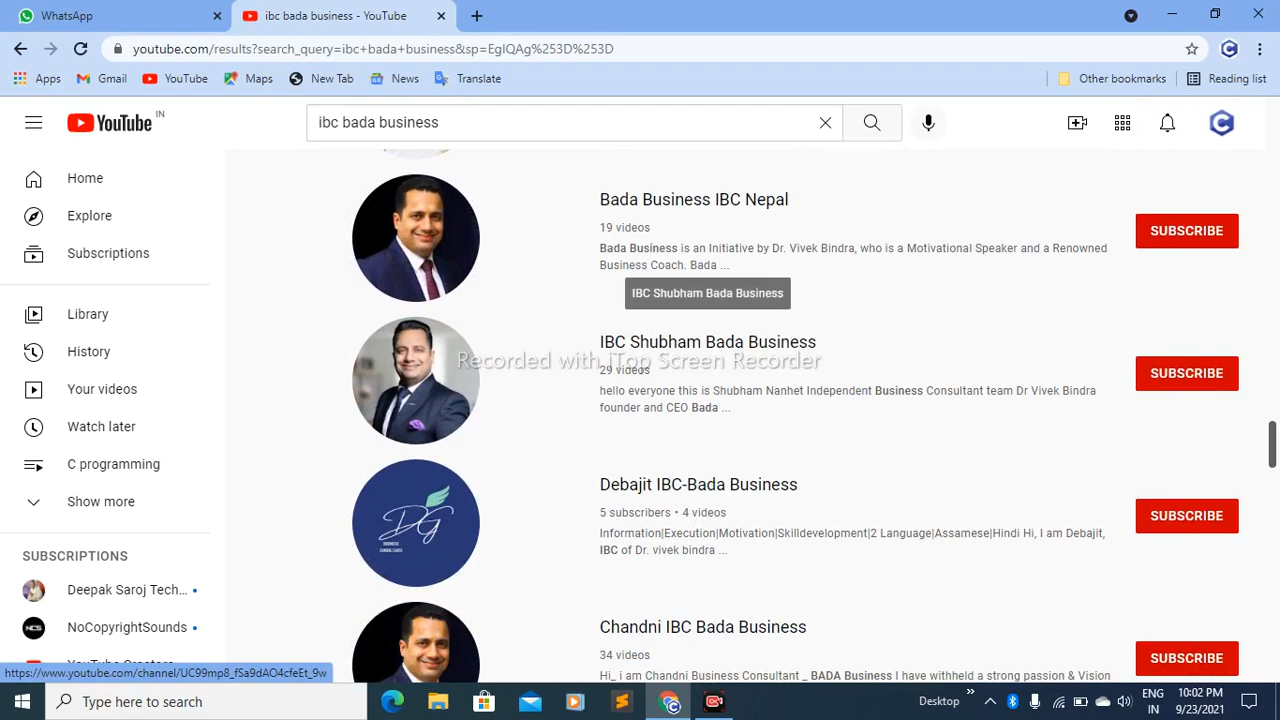 WhatsApp
ibc bada business - YouTube
youtube.com/results?search_query=ibc+bada+business&sp=EgIQAg%253D%253D
Apps
Gmail
YouTube
Maps
New Tab
News
Translate
Other bookmarks
Reading list
YouTube IN
ibc bada business
Home
Explore
Subscriptions
Library
History
Your videos
Watch later
C programming
Show more
SUBSCRIPTIONS
Deepak Saroj Tech...
NoCopyrightSounds
Bada Business IBC Nepal
19 videos
Bada Business is an Initiative by Dr. Vivek Bindra, who is a Motivational Speaker and a Renowned
Business Coach. Bada ...
SUBSCRIBE
IBC Shubham Bada Business
IBC Shubham Bada Business
Recorded with iTop Screen Recorder
29 videos
hello everyone this is Shubham Nanhet Independent Business Consultant team Dr Vivek Bindra
founder and CEO Bada ...
SUBSCRIBE
DG
Debajit IBC-Bada Business
5 subscribers • 4 videos
Information|Execution|Motivation|Skilldevelopment|2 Language|Assamese|Hindi Hi, I am Debajit,
IBC of Dr. vivek bindra ...
SUBSCRIBE
Chandni IBC Bada Business
34 videos
Hi_ i am Chandni Business Consultant _ BADA Business I have withheld a strong passion & Vision
SUBSCRIBE
https://www.youtube.com/channel/UC99mp8_fSa9dAO4cfeEt_9w
Type here to search
Desktop
ENG
IN
10:02 PM
9/23/2021